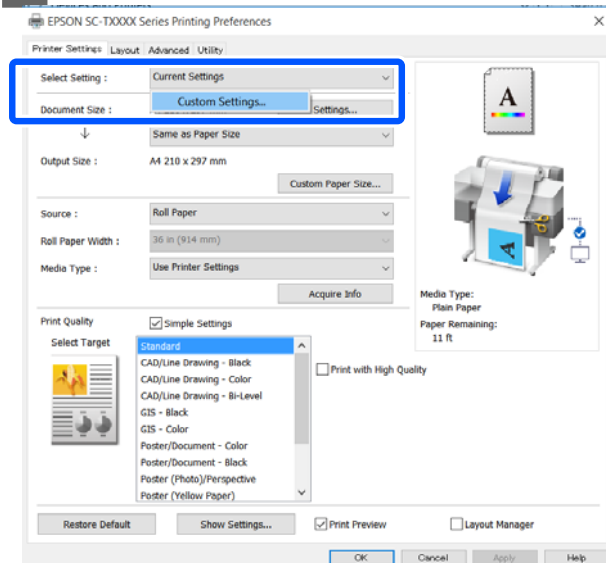 EPSON SC-TXXXX Series Printing Preferences
Printer Settings Layout Advanced Utility
Select Setting : Current Settings
Custom Settings...
Document Size : Settings...
Same as Paper Size
Output Size : A4 210 x 297 mm
Custom Paper Size...
Source : Roll Paper
Roll Paper Width : 36 in (914 mm)
Media Type : Use Printer Settings
Acquire Info
A
Media Type:
Plain Paper
Paper Remaining:
11 ft
Print Quality Simple Settings
Select Target
Standard
CAD/Line Drawing - Black
CAD/Line Drawing - Color
CAD/Line Drawing - Bi-Level
GIS - Black
GIS - Color
Poster/Document - Color
Poster/Document - Black
Poster (Photo)/Perspective
Poster (Yellow Paper)
Print with High Quality
Restore Default Show Settings... Print Preview Layout Manager
OK Cancel Apply Help